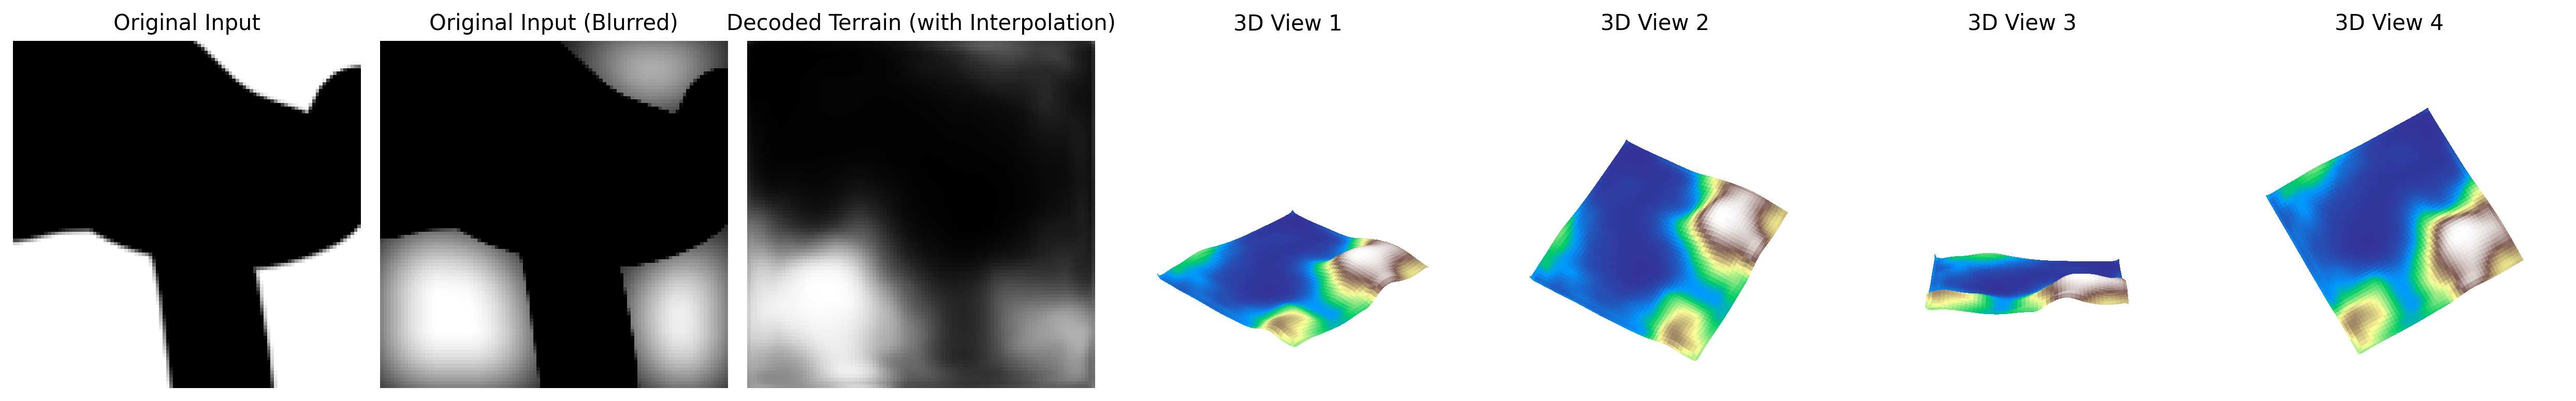 Original Input
Original Input (Blurred)
Decoded Terrain (with Interpolation)
3D View 1
3D View 2
3D View 3
3D View 4